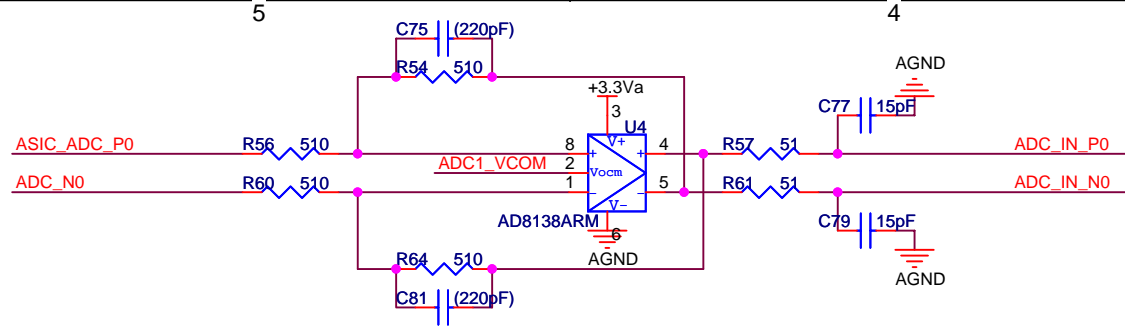 5 4
C75 (220pF)
R54 510
AGND
+3.3Va
3
C77 15pF
U4
V+
ASIC_ADC_P0 R56 510 8 + + 4 R57 51 ADC_IN_P0
ADC1_VCOM 2 Vocm
ADC_N0 R60 510 1 - - 5 R61 51 ADC_IN_N0
V-
AD8138ARM
6
C79 15pF
AGND
R64 510
AGND
C81 (220pF)